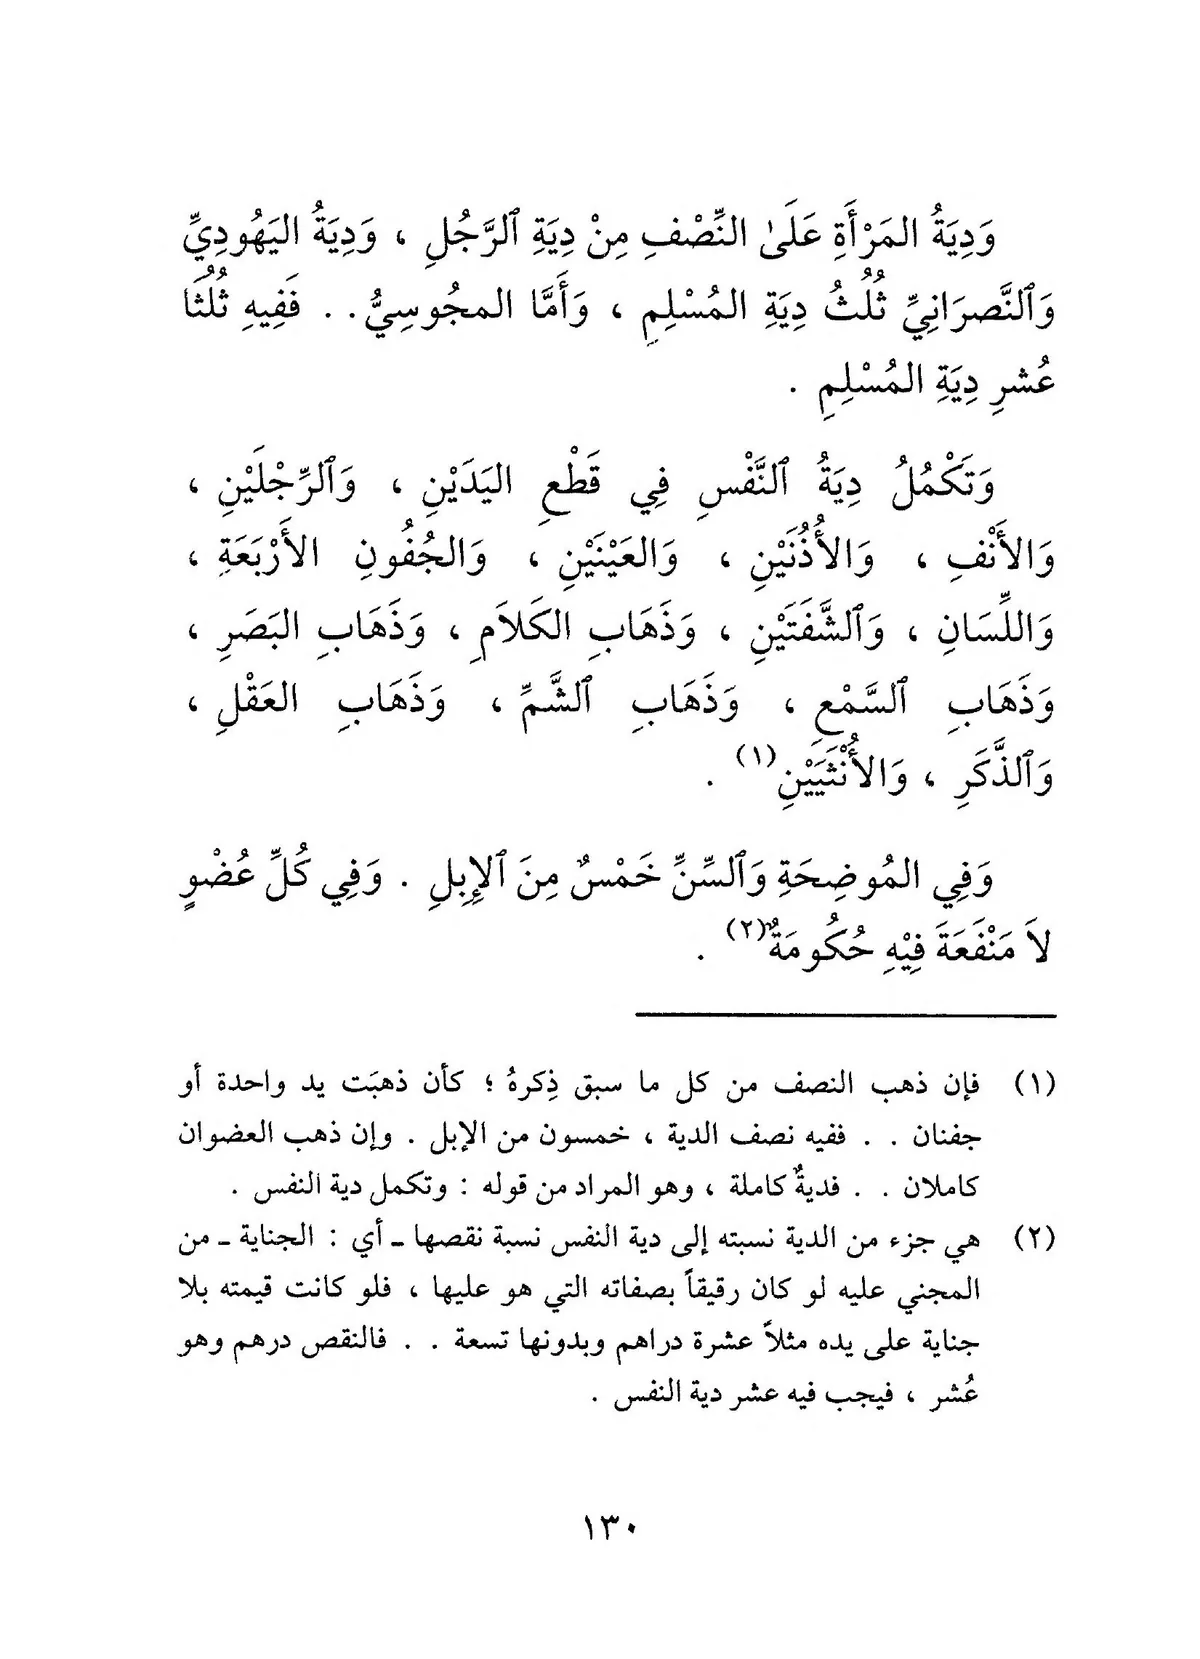 وَدِيَةُ المَرْأَةِ عَلَىٰ النِّصْفِ مِنْ دِيَةِ ٱلرَّجُلِ ، وَدِيَةُ اليَهُودِيِّ
وَٱلنَّصرَانِيِّ ثُلُثُ دِيَةِ المُسْلِمِ ، وَأَمَّا المجُوسِيُّ . . فَفِيهِ ثُلُثَا
عُشرِ دِيَةِ المُسْلِمِ .
وَتَكْمُلُ دِيَةُ ٱلنَّفْسِ فِي قَطْعِ اليَدَيْنِ ، وَٱلرِّجْلَيْنِ ،
وَالأَنْفِ ، وَالأُذُنَيْنِ ، وَالعَيْنَيْنِ ، وَالجُفُونِ الأَرْبَعَةِ ،
وَاللِّسَانِ ، وَٱلشَّفَتَيْنِ ، وَذَهَابِ الكَلاَمِ ، وَذَهَابِ البَصَرِ ،
وَذَهَابِ ٱلسَّمْعِ ، وَذَهَابِ ٱلشَّمِّ ، وَذَهَابِ العَقْلِ ،
وَٱلذَّكَرِ ، وَالأُنْثَيَيْنِ(١) .
وَفِي المُوضِحَةِ وَٱلسِّنِّ خَمْسٌ مِنَ ٱلإِبِلِ . وَفِي كُلِّ عُضْوٍ
لاَ مَنْفَعَةَ فِيْهِ حُكُومَةٌ(٢) .
(١) فإن ذهب النصف من كل ما سبق ذِكرهُ ؛ كأن ذهبَت يد واحدة أو
جفنان . . ففيه نصف الدية ، خمسون من الإبل . وإن ذهب العضوان
كاملان . . فديةٌ كاملة ، وهو المراد من قوله : وتكمل دية النفس .
(٢) هي جزء من الدية نسبته إلى دية النفس نسبة نقصها ـ أي : الجناية ـ من
المجني عليه لو كان رقيقاً بصفاته التي هو عليها ، فلو كانت قيمته بلا
جناية على يده مثلاً عشرة دراهم وبدونها تسعة . . فالنقص درهم وهو
عُشر ، فيجب فيه عشر دية النفس .
١٣٠